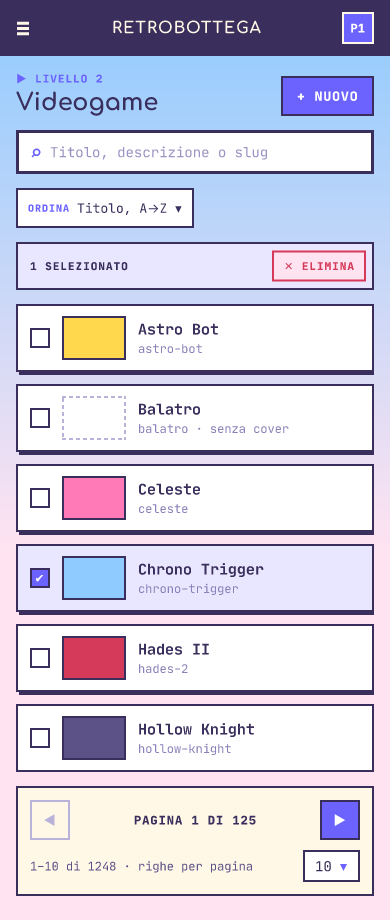 RETROBOTTEGA
P1
▶ LIVELLO 2
Videogame
+ NUOVO
Titolo, descrizione o slug
ORDINA Titolo, A→Z ▼
1 SELEZIONATO
✕ ELIMINA
Astro Bot
astro-bot
Balatro
balatro · senza cover
Celeste
celeste
Chrono Trigger
chrono-trigger
Hades II
hades-2
Hollow Knight
hollow-knight
◀ PAGINA 1 DI 125 ▶
1–10 di 1248 · righe per pagina
10 ▼